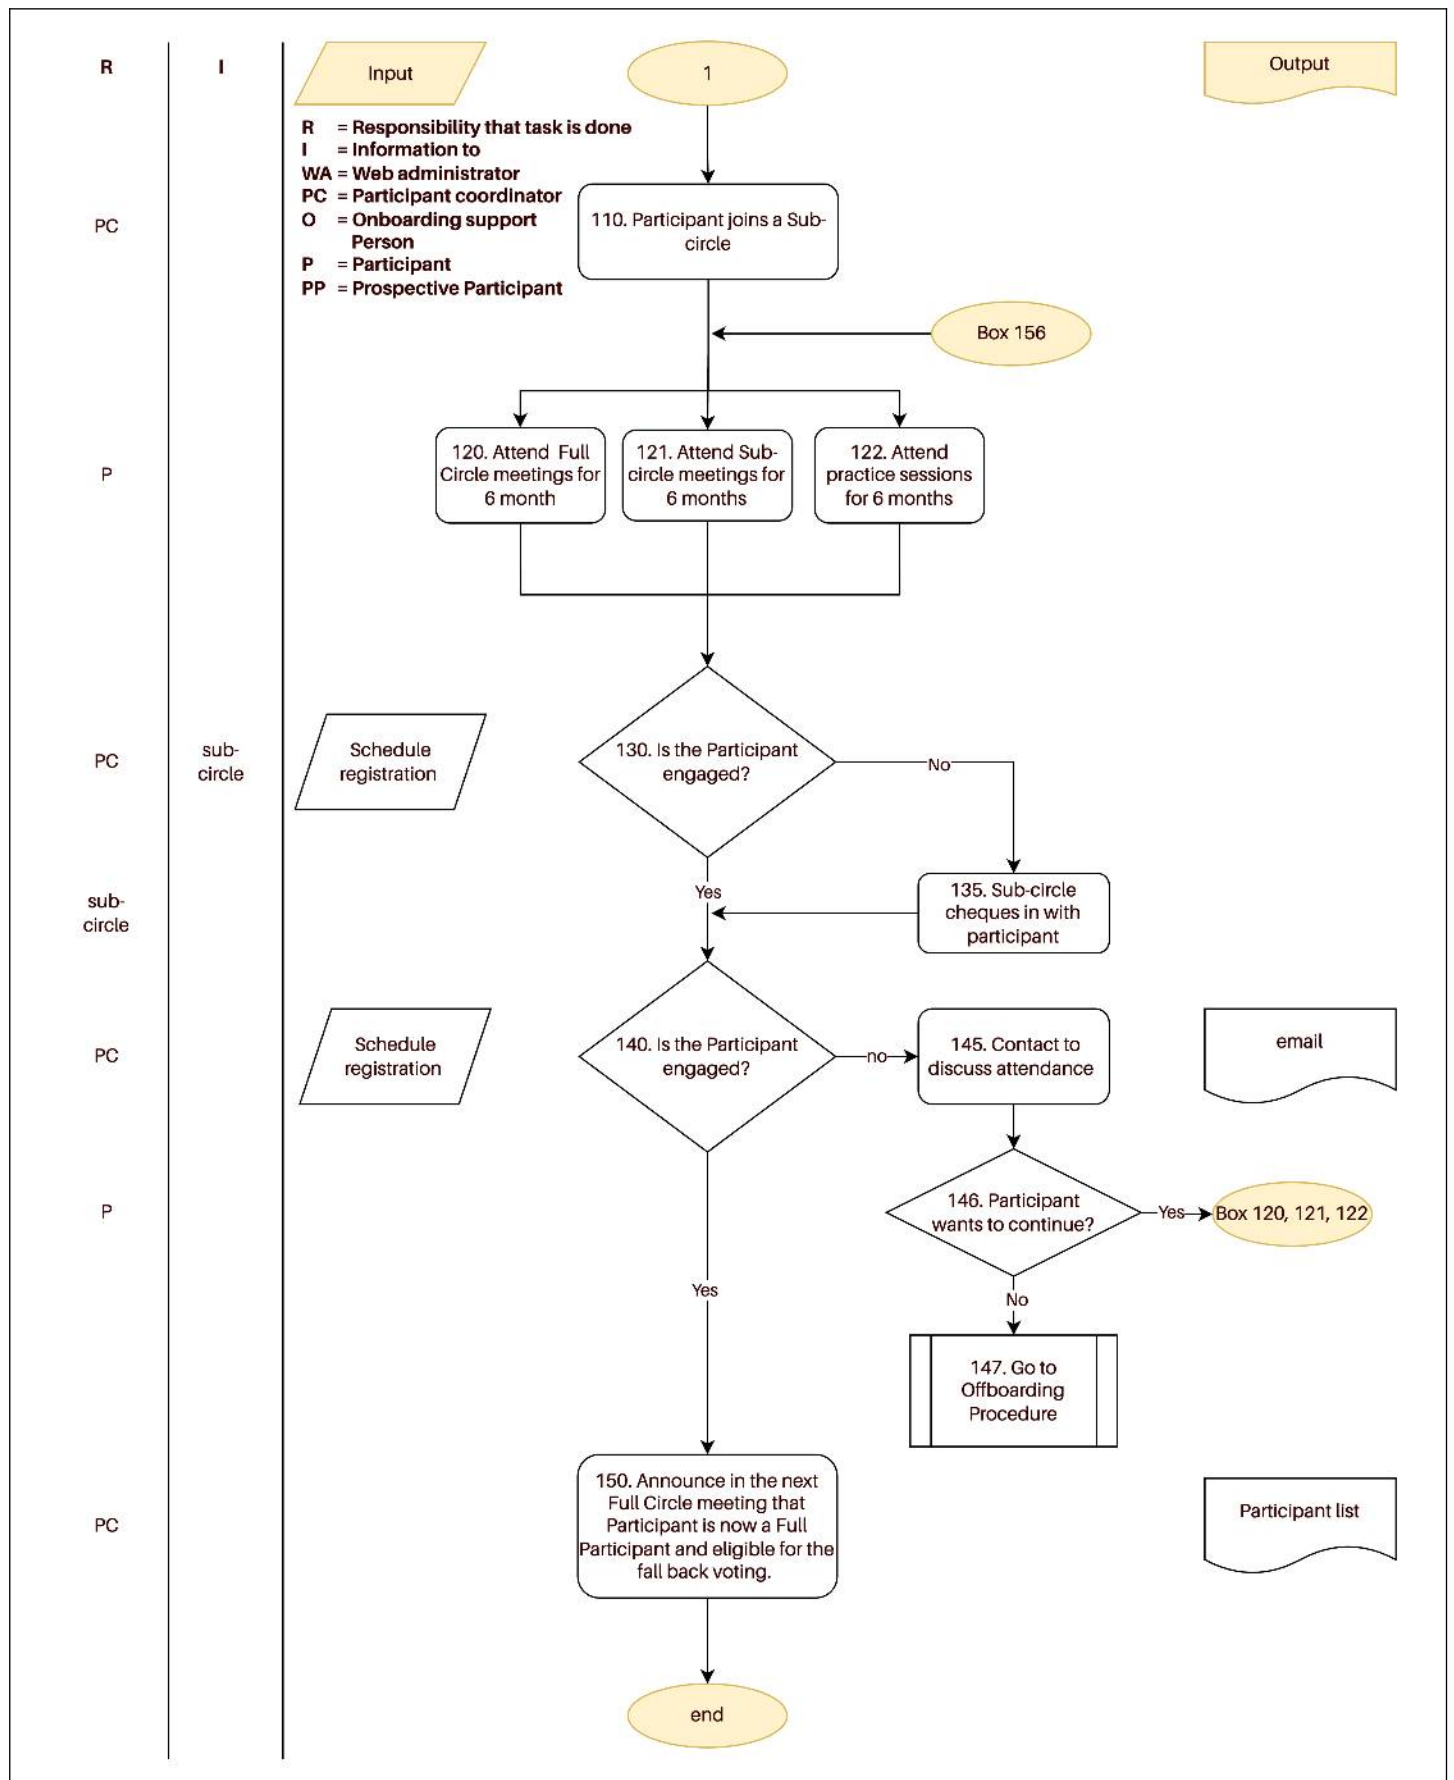 R
I
Input
1
Output
R = Responsibility that task is done
I = Information to
WA = Web administrator
PC = Participant coordinator
O = Onboarding support
Person
P = Participant
PP = Prospective Participant
PC
110. Participant joins a Sub-
circle
Box 156
P
120. Attend Full
Circle meetings for
6 month
121. Attend Sub-
circle meetings for
6 months
122. Attend
practice sessions
for 6 months
PC
sub-
circle
Schedule
registration
130. Is the Participant
engaged?
No
Yes
sub-
circle
135. Sub-circle
cheques in with
participant
PC
Schedule
registration
140. Is the Participant
engaged?
no
145. Contact to
discuss attendance
email
P
146. Participant
wants to continue?
Yes
Box 120, 121, 122
Yes
No
147. Go to
Offboarding
Procedure
PC
150. Announce in the next
Full Circle meeting that
Participant is now a Full
Participant and eligible for the
fall back voting.
Participant list
end